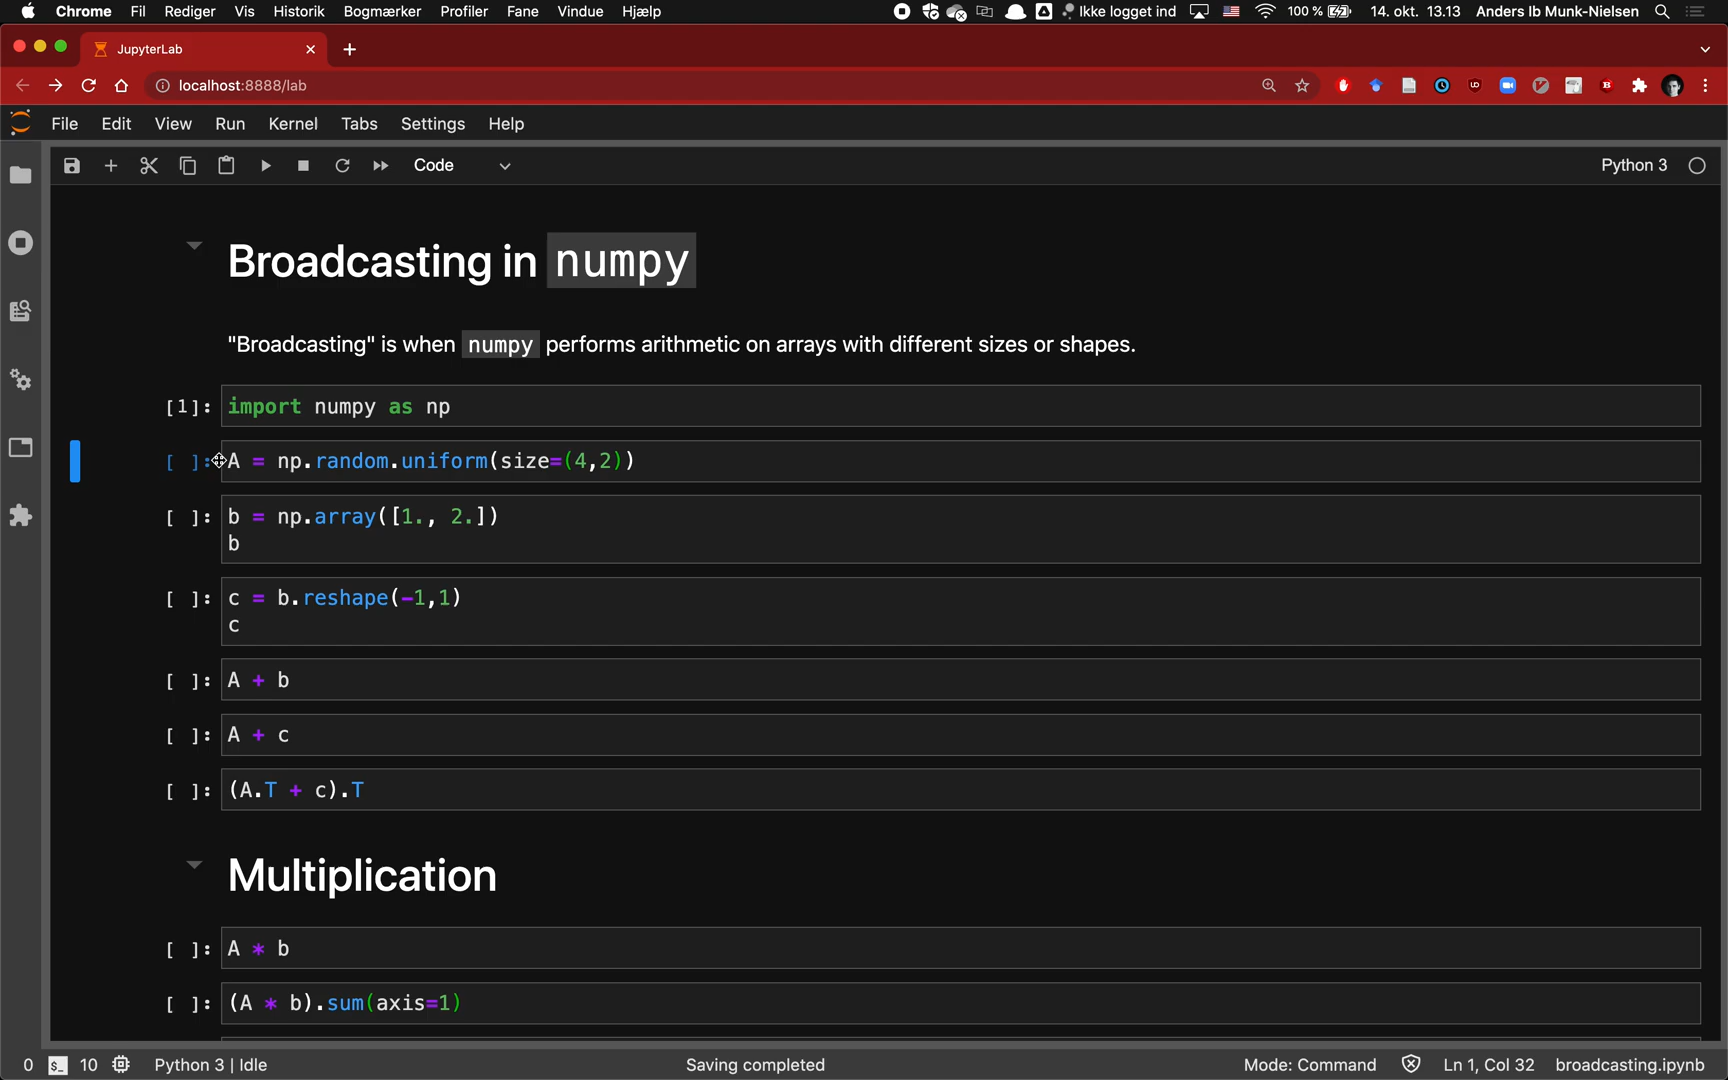 Chrome Fil Rediger Vis Historik Bogmærker Profiler Fane Vindue Hjælp Ikke logget ind 100 % 14. okt. 13.13 Anders Ib Munk-Nielsen
JupyterLab
localhost:8888/lab
File Edit View Run Kernel Tabs Settings Help
Code Python 3
Broadcasting in numpy
"Broadcasting" is when numpy performs arithmetic on arrays with different sizes or shapes.
[1]: import numpy as np
[ ]: A = np.random.uniform(size=(4,2))
[ ]: b = np.array([1., 2.])
b
[ ]: c = b.reshape(-1,1)
c
[ ]: A + b
[ ]: A + c
[ ]: (A.T + c).T
Multiplication
[ ]: A * b
[ ]: (A * b).sum(axis=1)
0 $_ 10 Python 3 | Idle Saving completed Mode: Command Ln 1, Col 32 broadcasting.ipynb